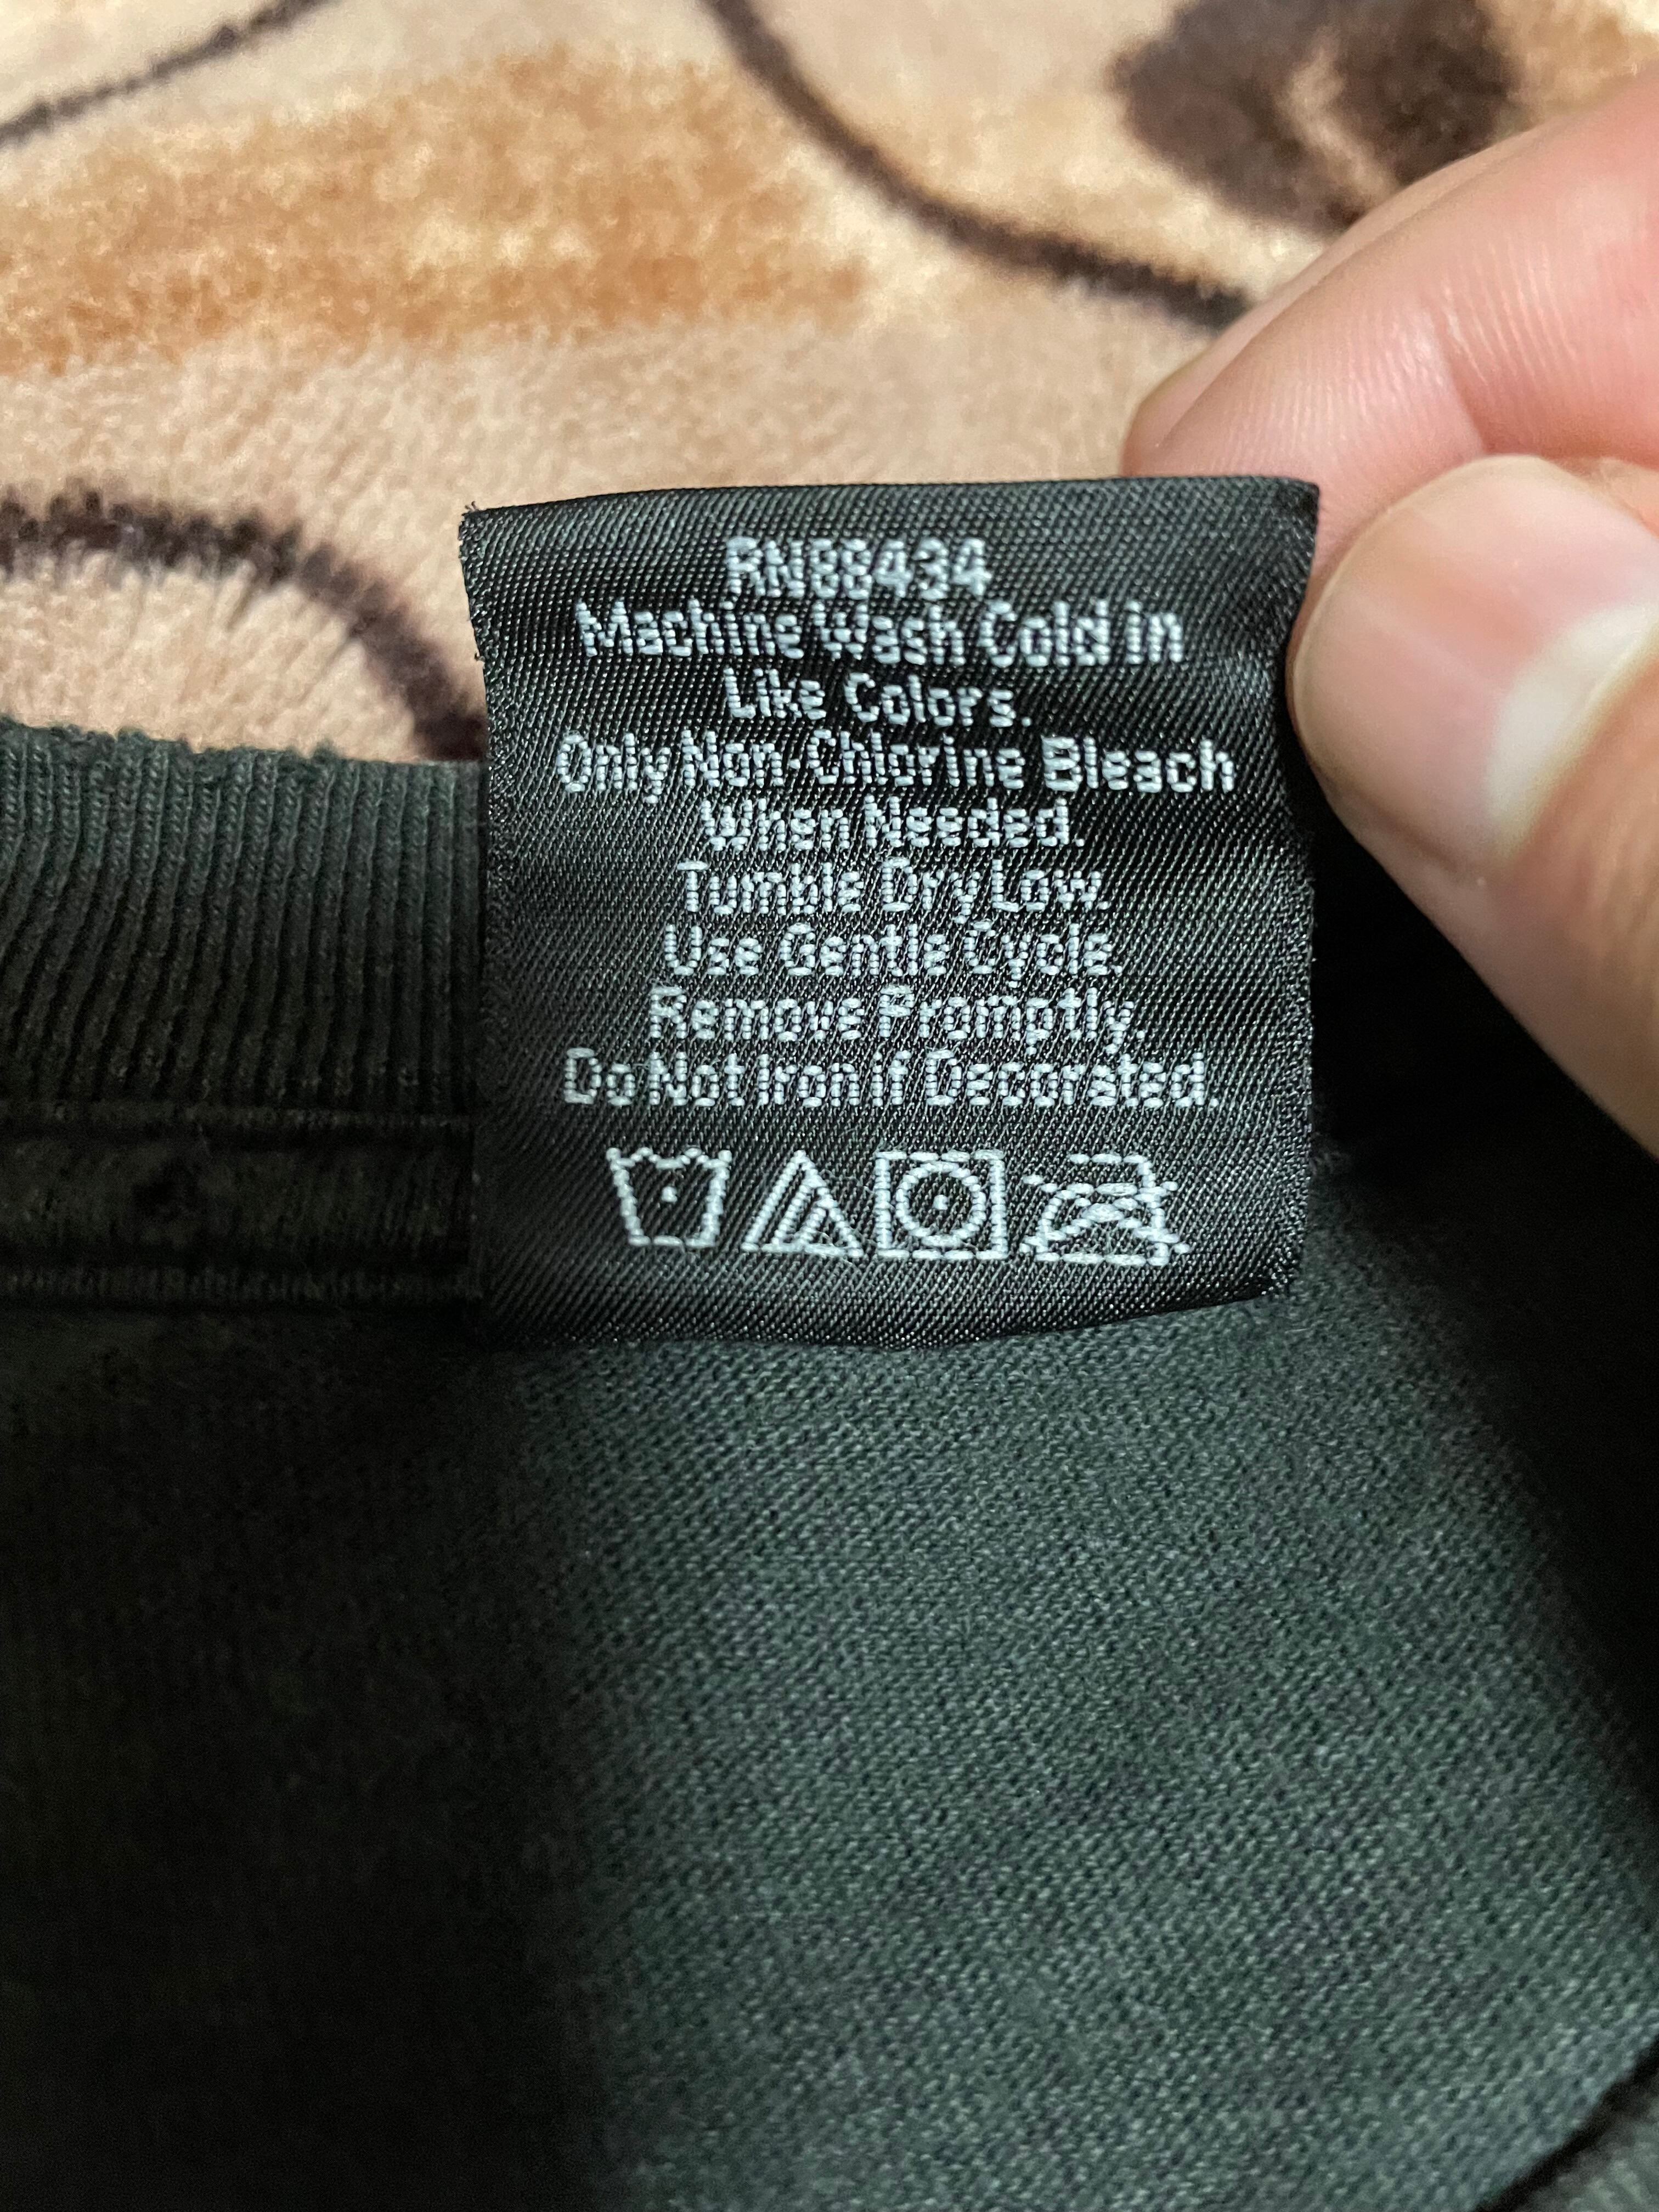 RN88434
Machine Wash Cold in
Like Colors.
Only Non-Chlorine Bleach
When Needed.
Tumble Dry Low.
Use Gentle Cycle.
Remove Promptly.
Do Not Iron if Decorated.